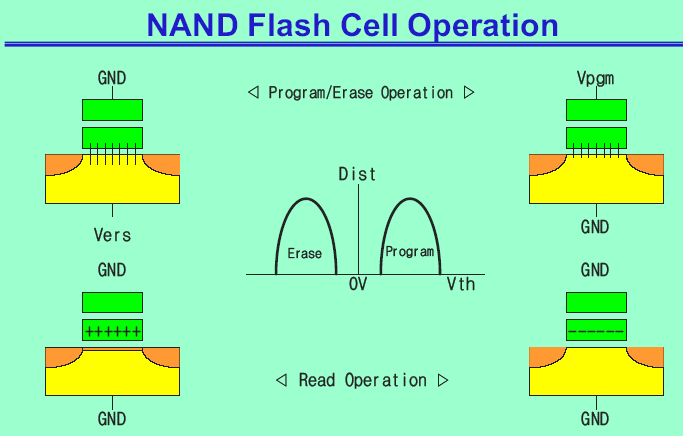 NAND Flash Cell Operation
GND
◁ Program/Erase Operation ▷
Vpgm
Dist
Erase
Program
0V
Vth
Vers
GND
GND
GND
++++++
------
◁ Read Operation ▷
GND
GND